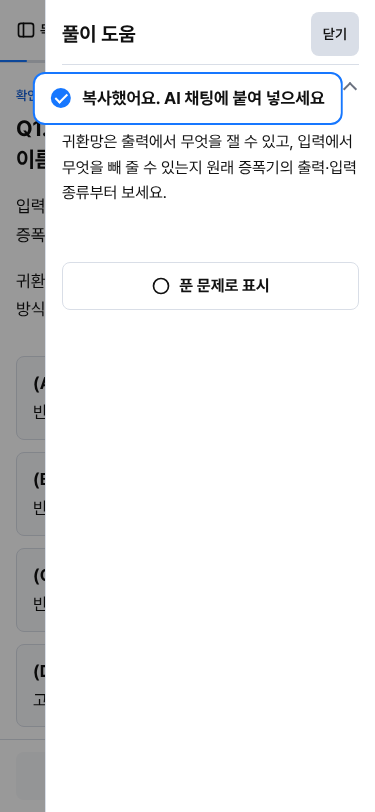 풀이 도움
닫기
복사했어요. AI 채팅에 붙여 넣으세요
확인
Q1.
이름
귀환망은 출력에서 무엇을 잴 수 있고, 입력에서
무엇을 빼 줄 수 있는지 원래 증폭기의 출력·입력
종류부터 보세요.
입력
증폭
귀환
방식
푼 문제로 표시
(A
반
(B
반
(C
반
(D
고